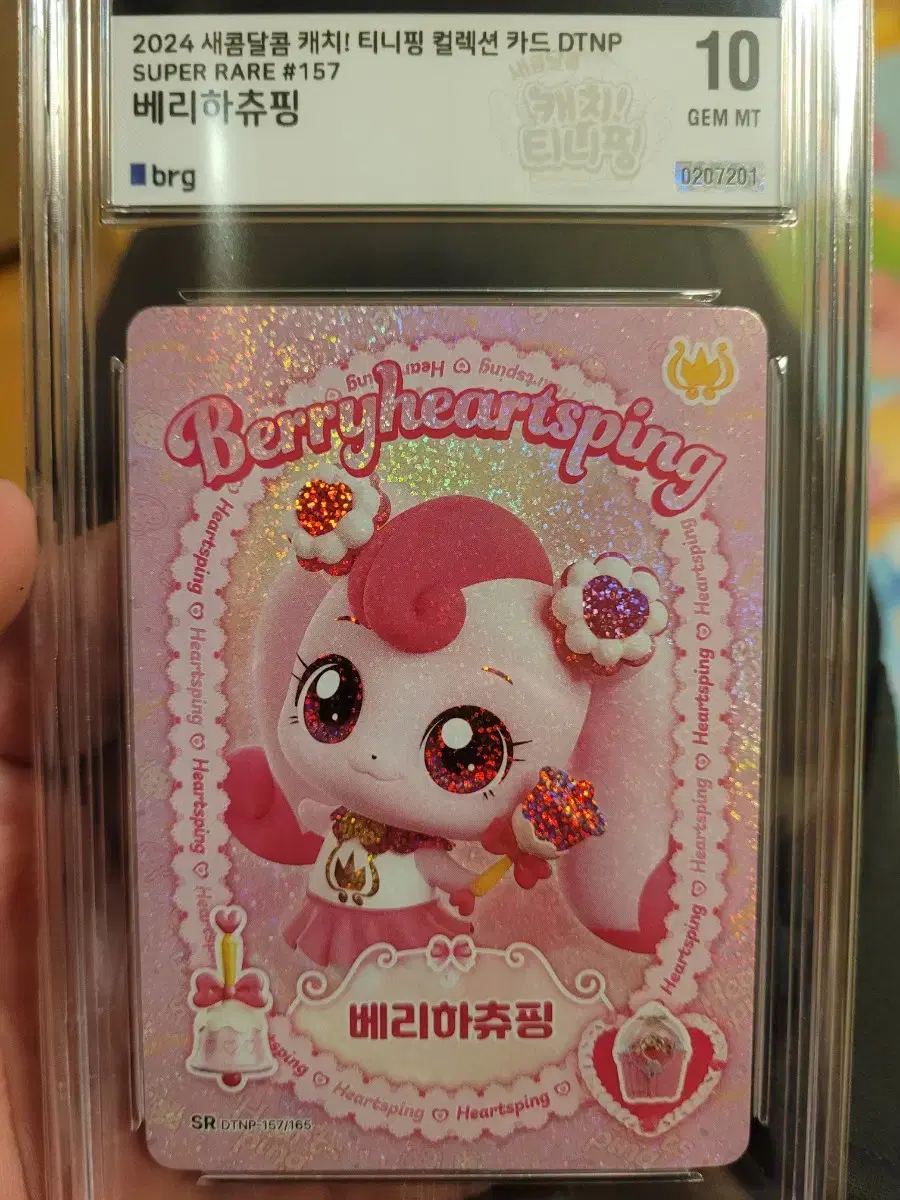 2024 새콤달콤 캐치! 티니핑 컬렉션 카드 DTNP
SUPER RARE #157
베리하츄핑
10
GEM MT
새콤달콤
캐치!
티니핑
brg
0207201
Heartsping
Berryheartsping
Heartsping Heartsping Heartsping Heartsping
Heartsping Heartsping Heartsping Heartsping
베리하츄핑
Heartsping Heartsping
SR DTNP-157/165